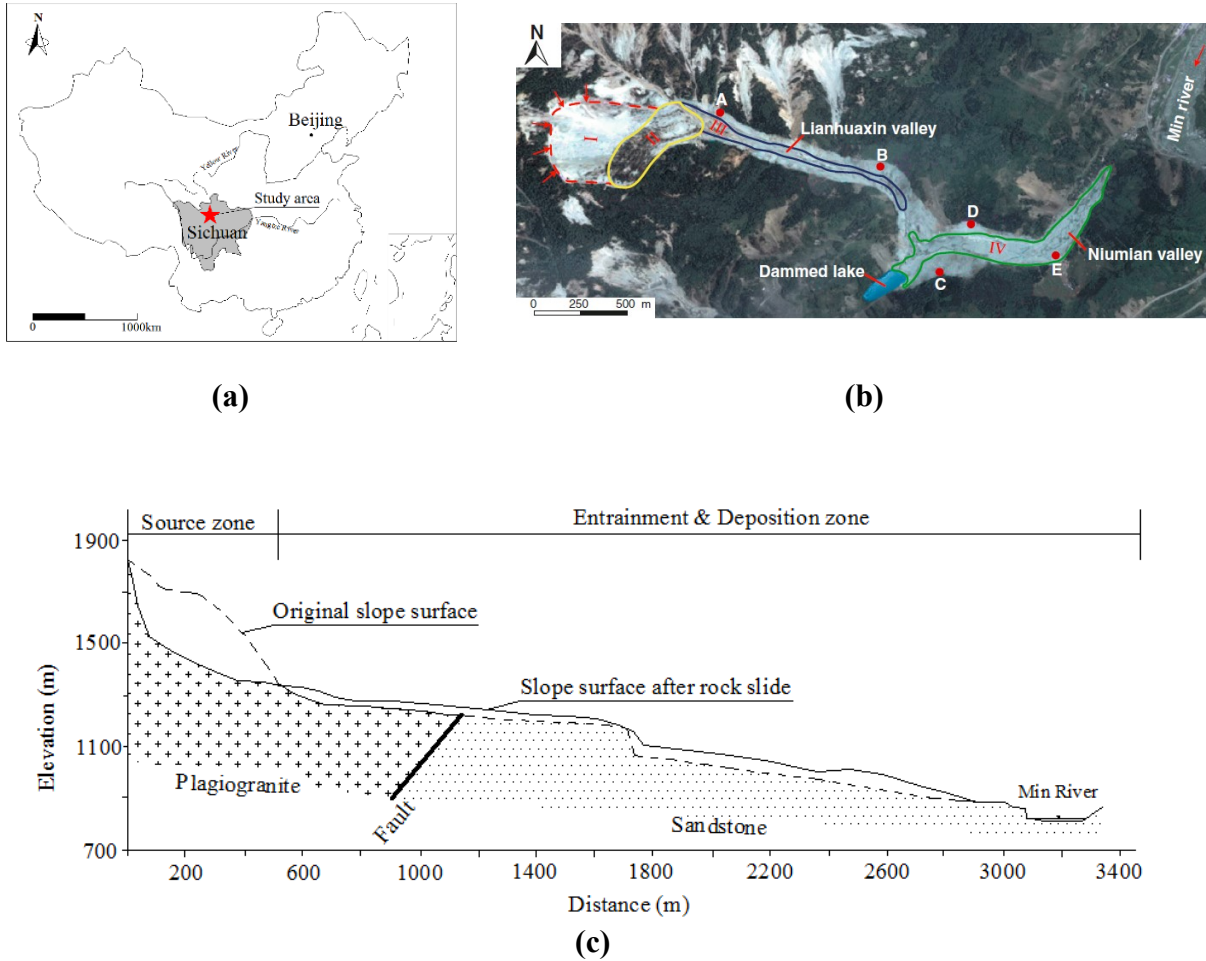 N
Beijing
Yellow River
Study area
Sichuan
Yangtze River
0 1000km
(a)
N
A
I
II
III
Lianhuaxin valley
B
Min river
D
IV
Niumian valley
E
Dammed lake
C
0 250 500 m
(b)
Source zone
Entrainment & Deposition zone
1900
Original slope surface
1500
Slope surface after rock slide
Elevation (m)
1100
Plagiogranite
Fault
Sandstone
Min River
700
200 600 1000 1400 1800 2200 2600 3000 3400
Distance (m)
(c)